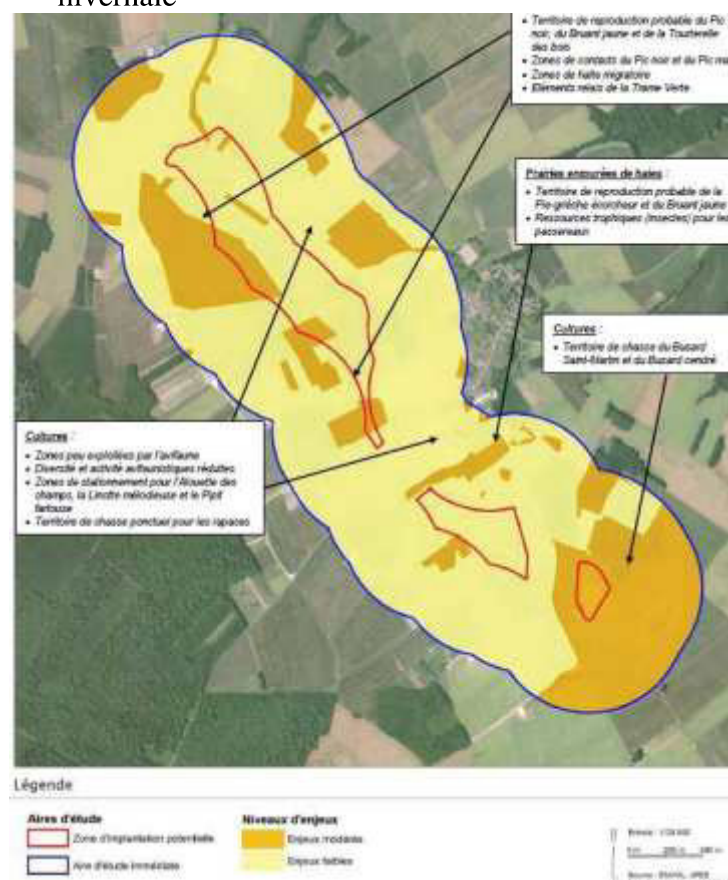 hivernale
• Territoire de reproduction probable du Pic
noir, du Bruant jaune et de la Tourterelle
des bois
• Zones de contacts du Pic noir et du Pic ma
• Zones de halte migratoire
• Eléments relais de la Trame Verte
Prairies entourées de haies :
• Territoire de reproduction probable de la
Pie-grièche écorcheur et du Bruant jaune
• Ressources trophiques (insectes) pour les
passereaux
Cultures :
• Territoire de chasse du Busard
Saint-Martin et du Busard cendré
Cultures :
• Zones peu exploitées par l'avifaune
• Diversité et activité avifaunistiques réduites
• Zones de stationnement pour l'Alouette des
champs, la Linotte mélodieuse et le Pipit
farlouse
• Territoire de chasse ponctuel pour les rapaces
Légende
Aires d'étude
Zone d'implantation potentielle
Aire d'étude immédiate
Niveaux d'enjeux
Enjeux modérés
Enjeux faibles